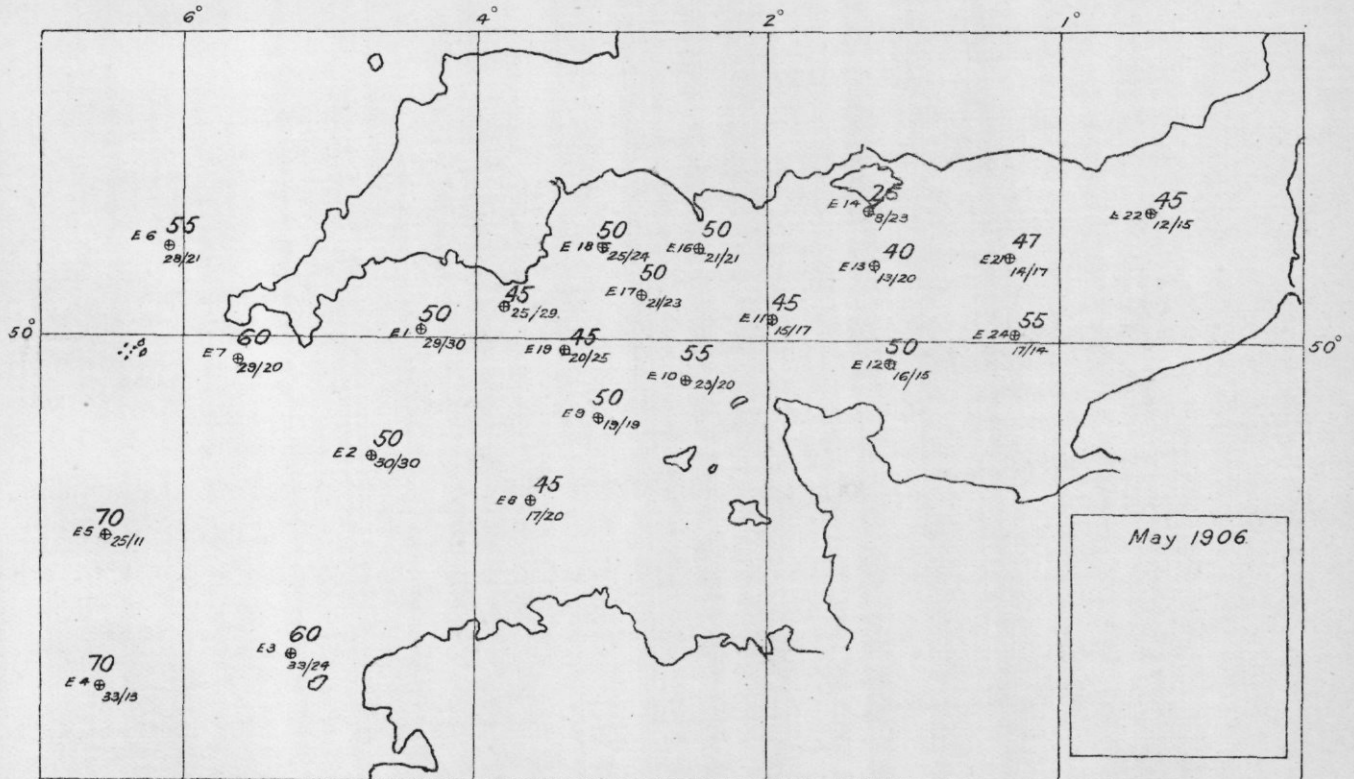 6° 4° 2° 1°
25
E 14 8/23
45
E 22 12/15
55
E 6 28/21
50
E 18 25/24
50
E 16 21/21
40
E 13 13/20
47
E 21 14/17
50
E 17 21/23
45
25/29
50
E 1 29/30
45
E 11 15/17
55
E 24 17/14
50° 50°
60
E 7 29/20
45
E 19 20/25
55
E 10 23/20
50
E 12 16/15
50
E 9 19/19
50
E 2 30/30
45
E 8 17/20
70
E 5 25/11
May 1906
60
E 3 33/24
70
E 4 33/13